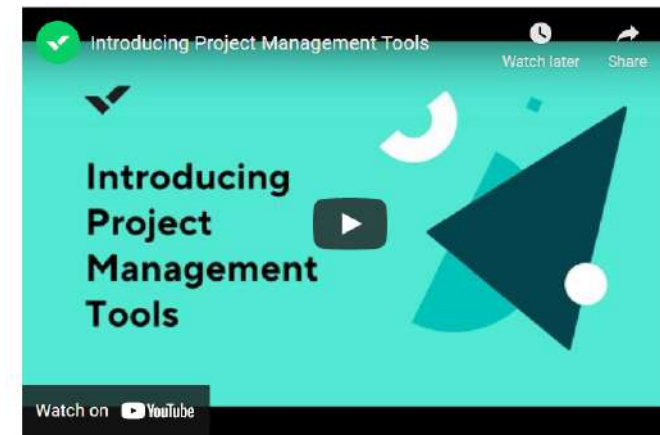 Introducing Project Management Tools
Watch later
Share
Introducing
Project
Management
Tools
Watch on YouTube